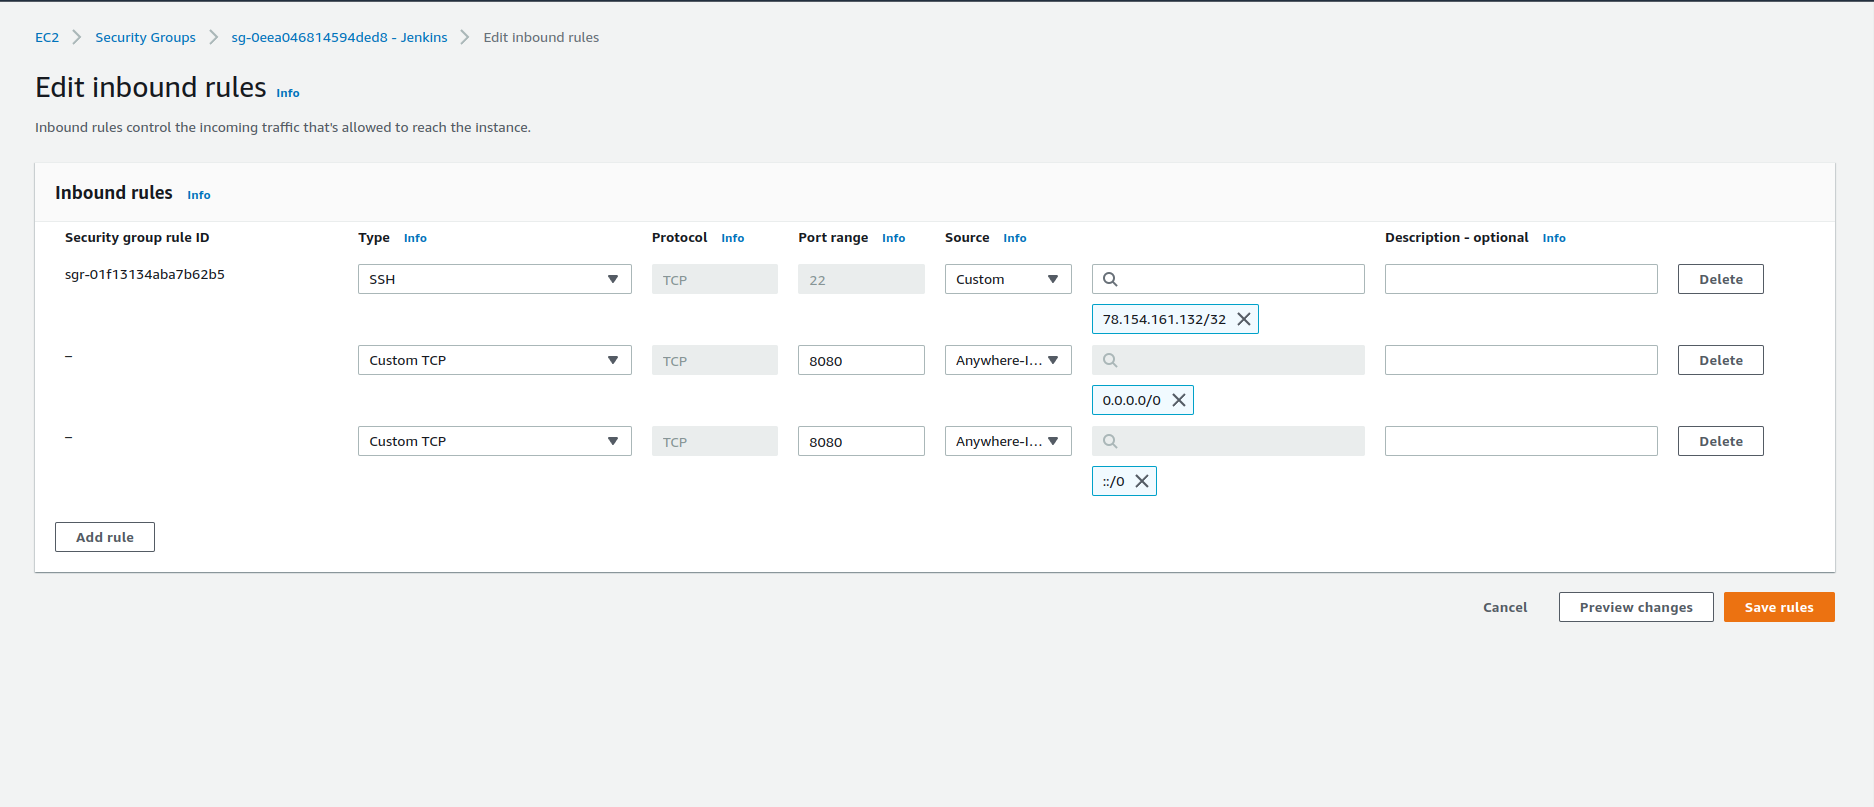 EC2 > Security Groups > sg-0eea046814594ded8 - Jenkins > Edit inbound rules
Edit inbound rules Info
Inbound rules control the incoming traffic that's allowed to reach the instance.
Inbound rules Info
Security group rule ID Type Info Protocol Info Port range Info Source Info Description - optional Info
sgr-01f13134aba7b62b5 SSH TCP 22 Custom Delete
78.154.161.132/32
– Custom TCP TCP 8080 Anywhere-I... Delete
0.0.0.0/0
– Custom TCP TCP 8080 Anywhere-I... Delete
::/0
Add rule
Cancel Preview changes Save rules